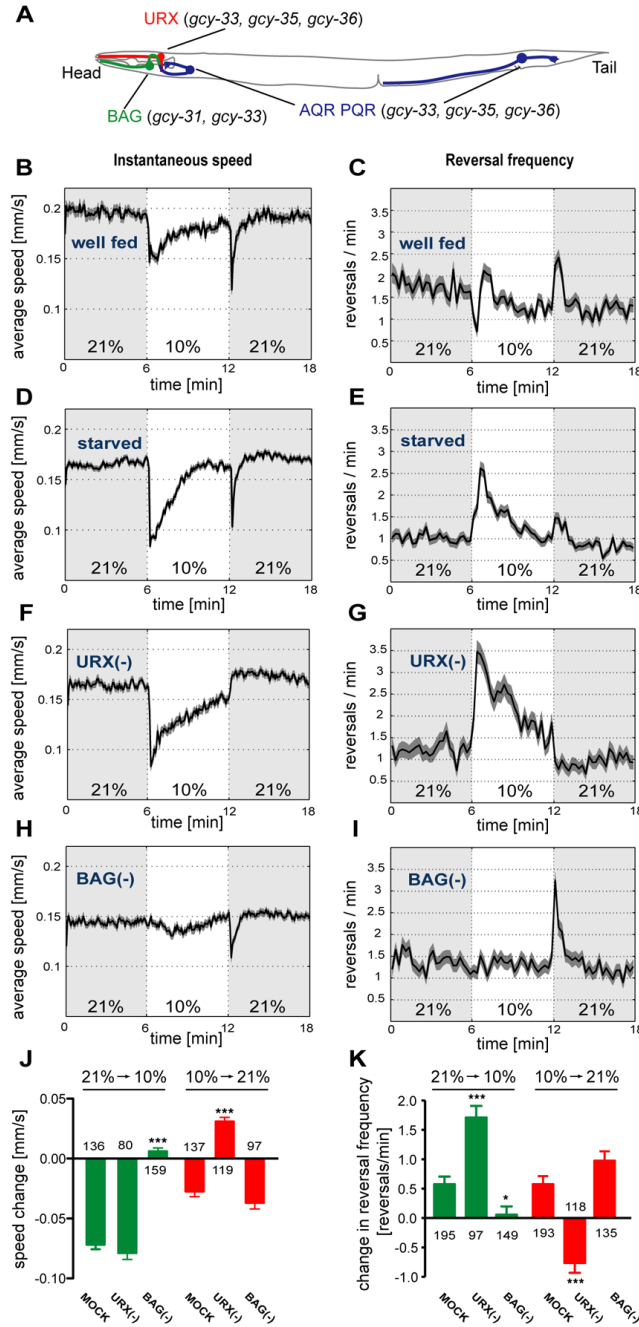 A
URX (gcy-33, gcy-35, gcy-36)
Head
Tail
BAG (gcy-31, gcy-33)
AQR PQR (gcy-33, gcy-35, gcy-36)
B
Instantaneous speed
average speed [mm/s]
0.2
0.15
0.1
well fed
21%
10%
21%
0
6
12
18
time [min]
C
Reversal frequency
reversals / min
3.5
3
2.5
2
1.5
1
0.5
well fed
21%
10%
21%
0
6
12
18
time [min]
D
average speed [mm/s]
0.2
0.15
0.1
starved
21%
10%
21%
0
6
12
18
time [min]
E
reversals / min
3.5
3
2.5
2
1.5
1
0.5
starved
21%
10%
21%
0
6
12
18
time [min]
F
average speed [mm/s]
0.2
0.15
0.1
URX(-)
21%
10%
21%
0
6
12
18
time [min]
G
reversals / min
3.5
3
2.5
2
1.5
1
0.5
URX(-)
21%
10%
21%
0
6
12
18
time [min]
H
average speed [mm/s]
0.2
0.15
0.1
BAG(-)
21%
10%
21%
0
6
12
18
time [min]
I
reversals / min
3.5
3
2.5
2
1.5
1
0.5
BAG(-)
21%
10%
21%
0
6
12
18
time [min]
J
21%→10%
10%→21%
speed change [mm/s]
0.05
0.00
-0.05
-0.10
136
80
***
159
137
***
119
97
MOCK
URX(-)
BAG(-)
MOCK
URX(-)
BAG(-)
K
21%→10%
10%→21%
change in reversal frequency
[reversals/min]
2.0
1.5
1.0
0.5
0.0
-0.5
-1.0
195
***
97
*
149
193
118
***
135
MOCK
URX(-)
BAG(-)
MOCK
URX(-)
BAG(-)